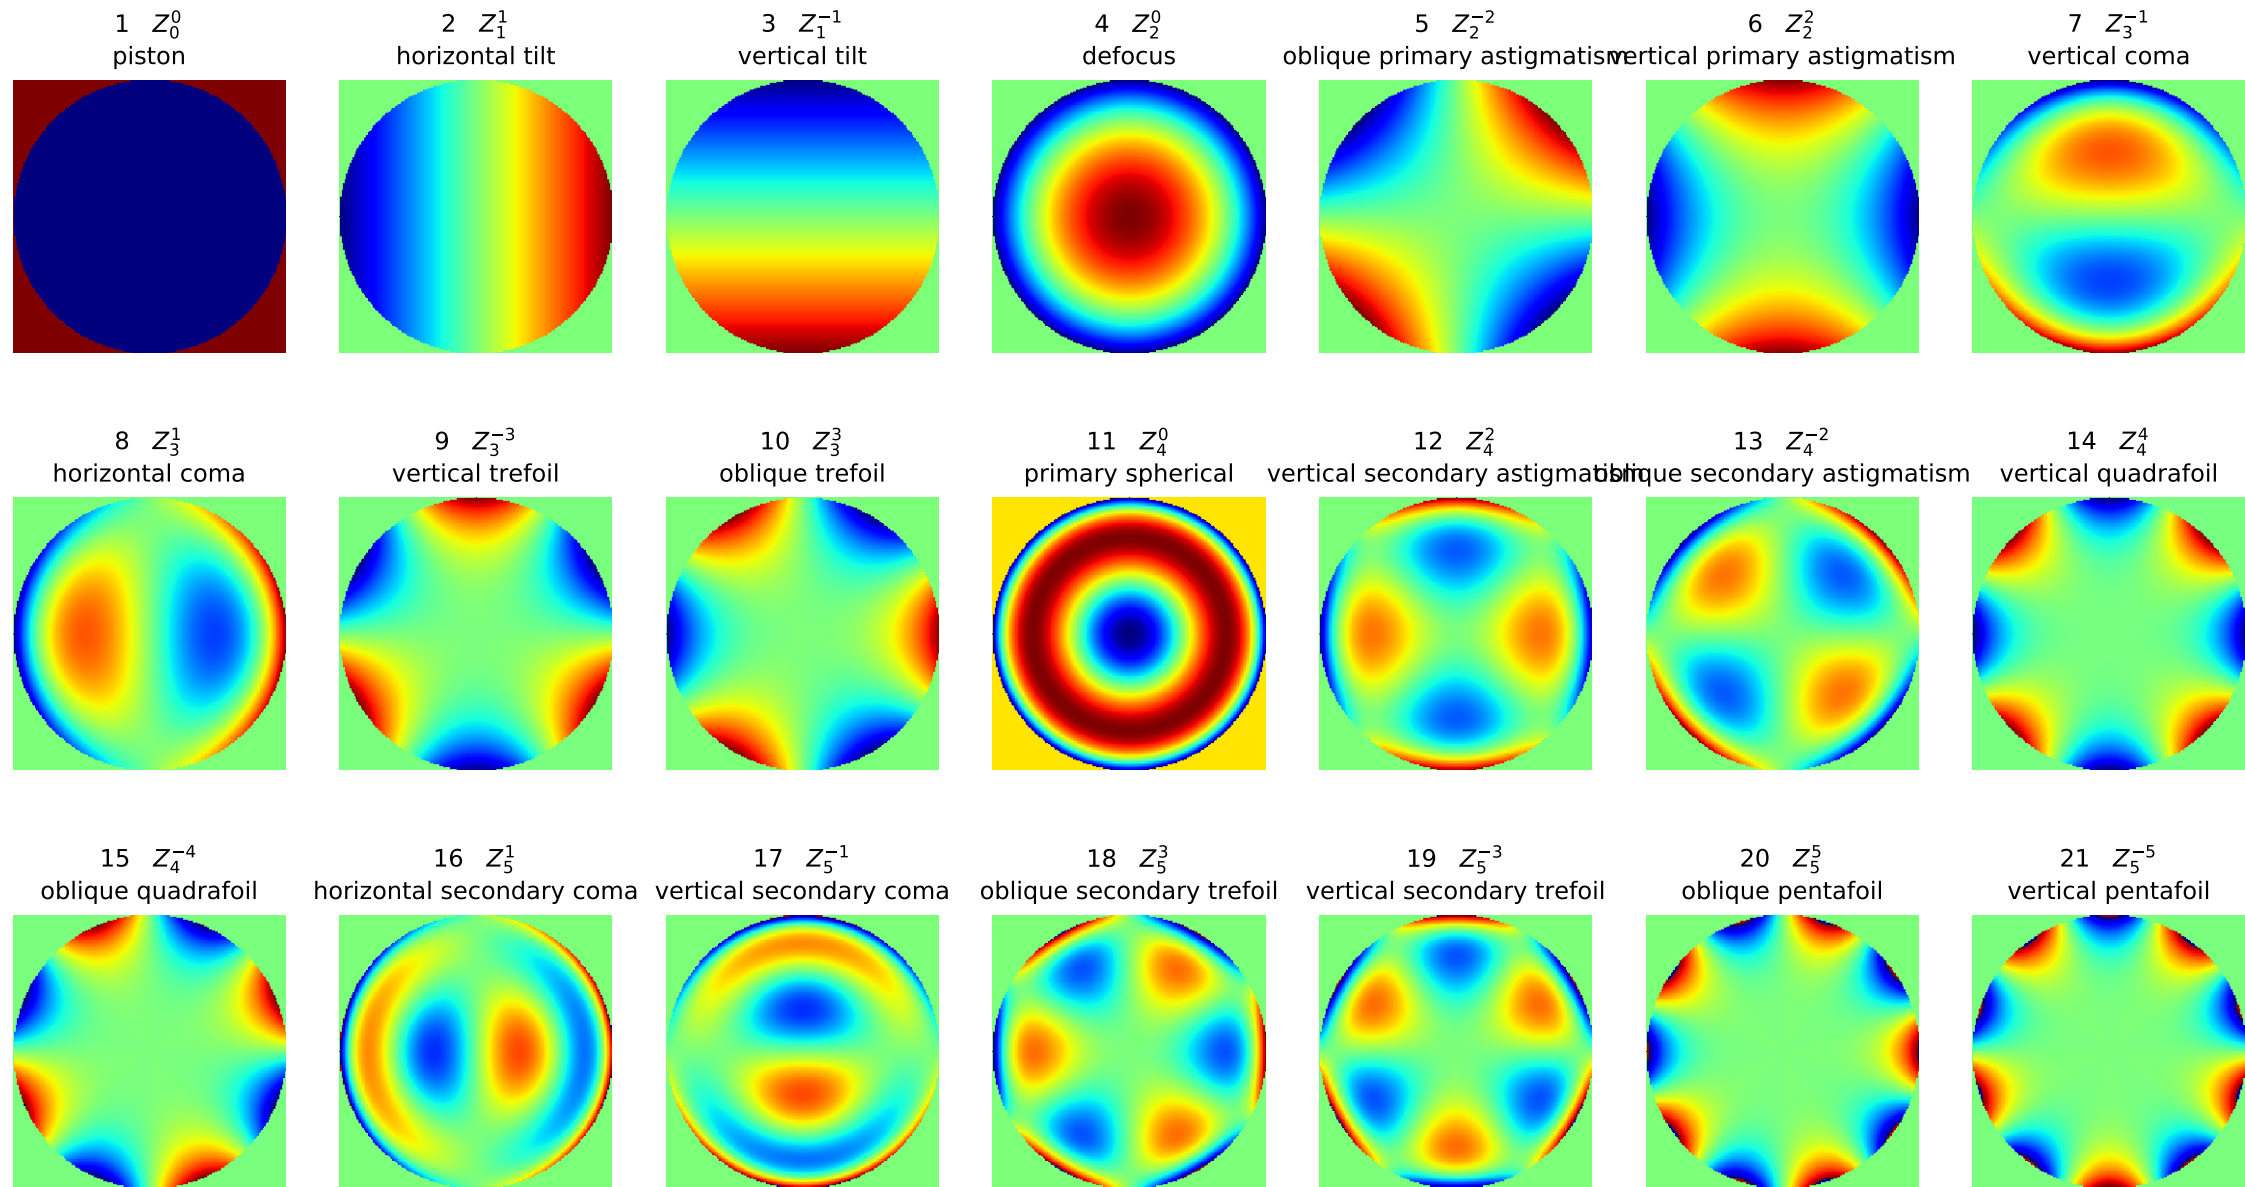 1 Z_0^0
piston
2 Z_1^1
horizontal tilt
3 Z_1^{-1}
vertical tilt
4 Z_2^0
defocus
5 Z_2^{-2}
oblique primary astigmatism
6 Z_2^2
vertical primary astigmatism
7 Z_3^{-1}
vertical coma
8 Z_3^1
horizontal coma
9 Z_3^{-3}
vertical trefoil
10 Z_3^3
oblique trefoil
11 Z_4^0
primary spherical
12 Z_4^2
vertical secondary astigmatism
13 Z_4^{-2}
oblique secondary astigmatism
14 Z_4^4
vertical quadrafoil
15 Z_4^{-4}
oblique quadrafoil
16 Z_5^1
horizontal secondary coma
17 Z_5^{-1}
vertical secondary coma
18 Z_5^3
oblique secondary trefoil
19 Z_5^{-3}
vertical secondary trefoil
20 Z_5^5
oblique pentafoil
21 Z_5^{-5}
vertical pentafoil